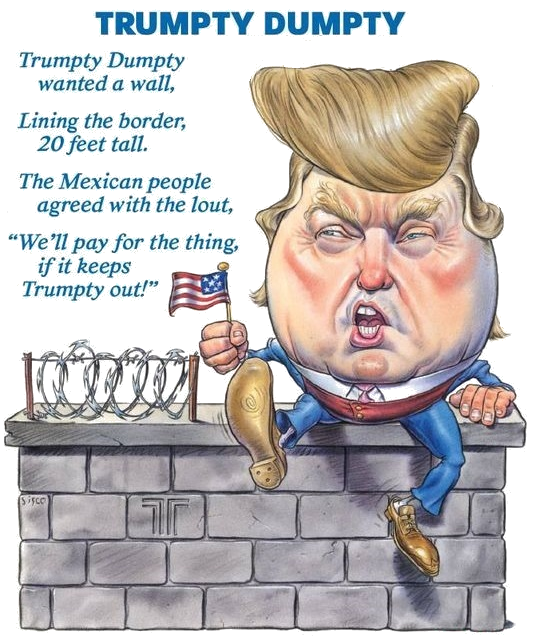 TRUMPTY DUMPTY
Trumpty Dumpty
wanted a wall,
Lining the border,
20 feet tall.
The Mexican people
agreed with the lout,
“We’ll pay for the thing,
if it keeps
Trumpty out!”
SISCO